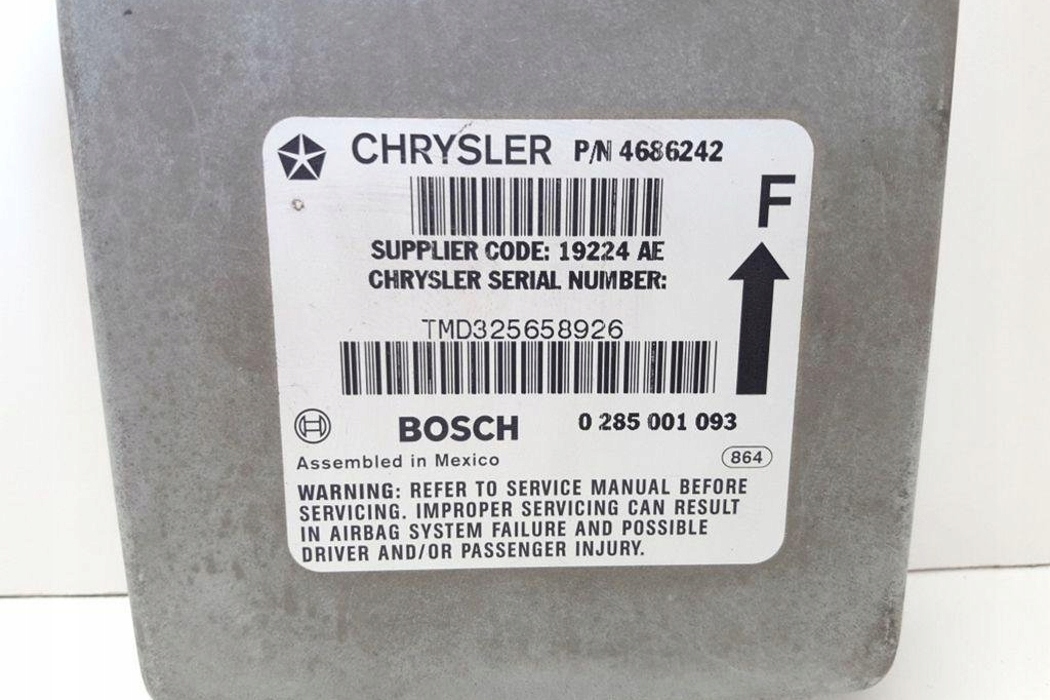 CHRYSLER P/N 4686242
F
SUPPLIER CODE: 19224 AE
CHRYSLER SERIAL NUMBER:
TMD325658926
BOSCH 0 285 001 093
Assembled in Mexico 864
WARNING: REFER TO SERVICE MANUAL BEFORE
SERVICING. IMPROPER SERVICING CAN RESULT
IN AIRBAG SYSTEM FAILURE AND POSSIBLE
DRIVER AND/OR PASSENGER INJURY.